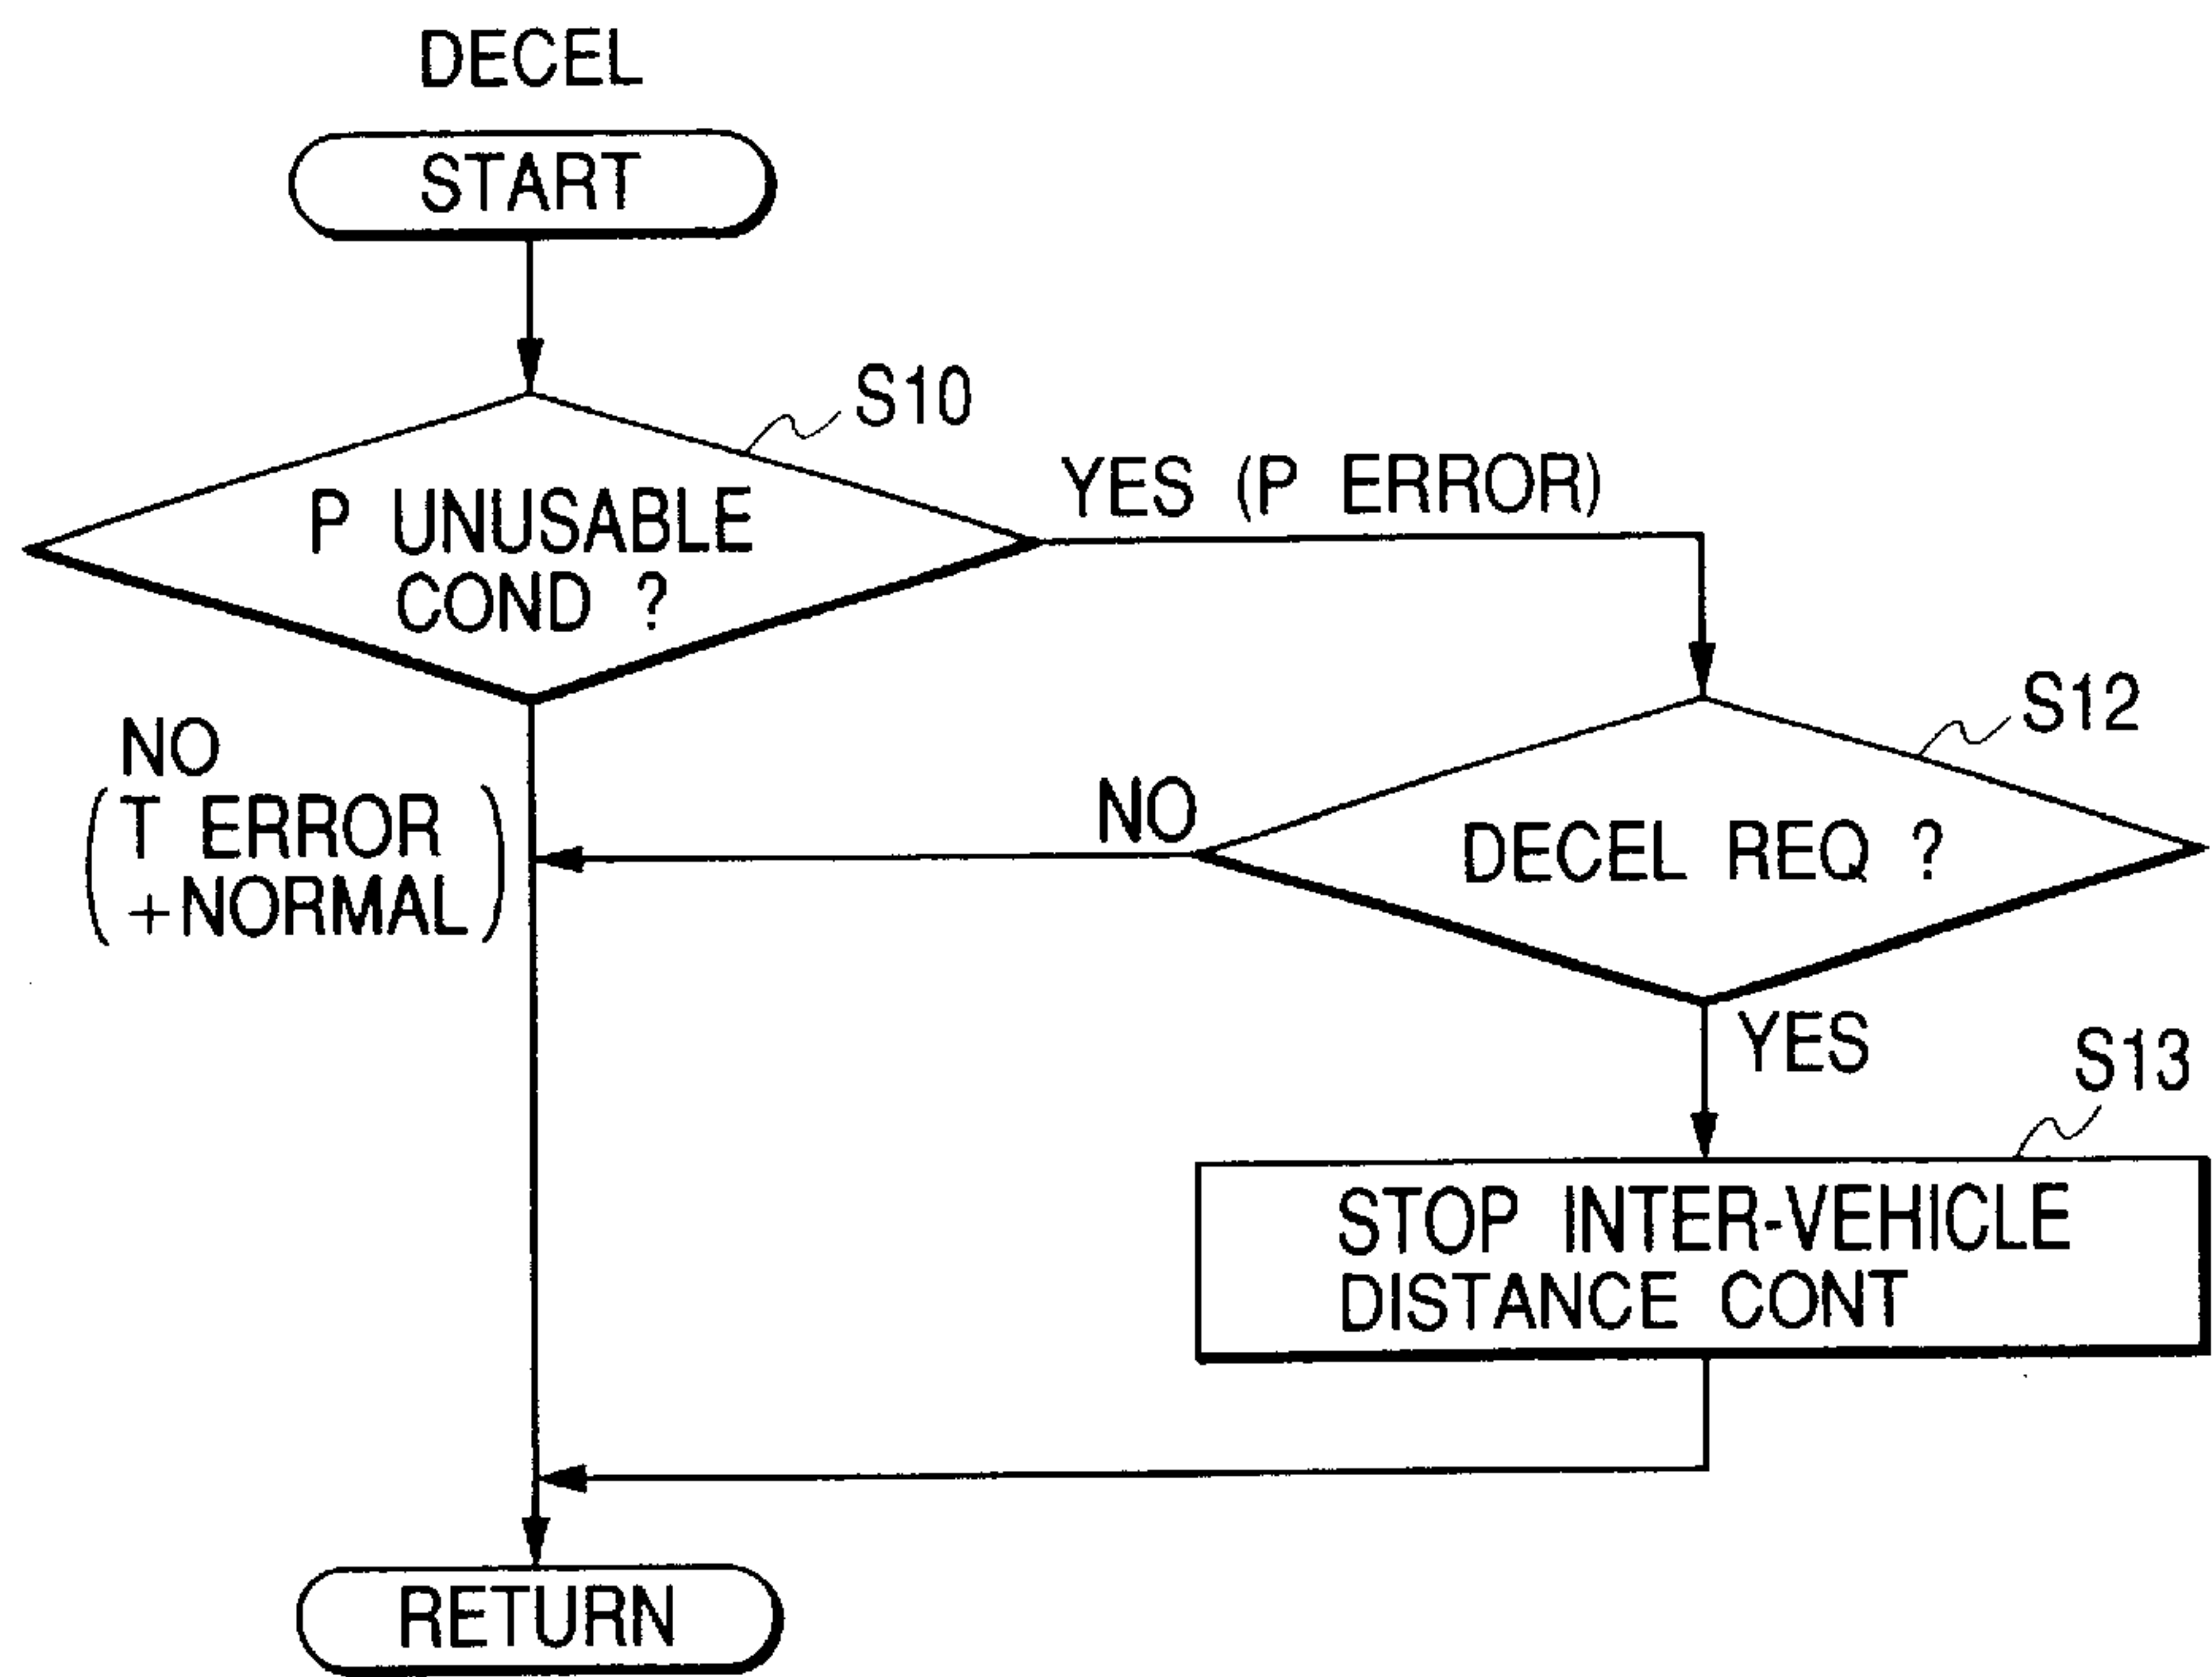 DECEL
START
S10
P UNUSABLE
COND ?
YES (P ERROR)
NO
(T ERROR
+NORMAL)
S12
DECEL REQ ?
NO
YES
S13
STOP INTER-VEHICLE
DISTANCE CONT
RETURN